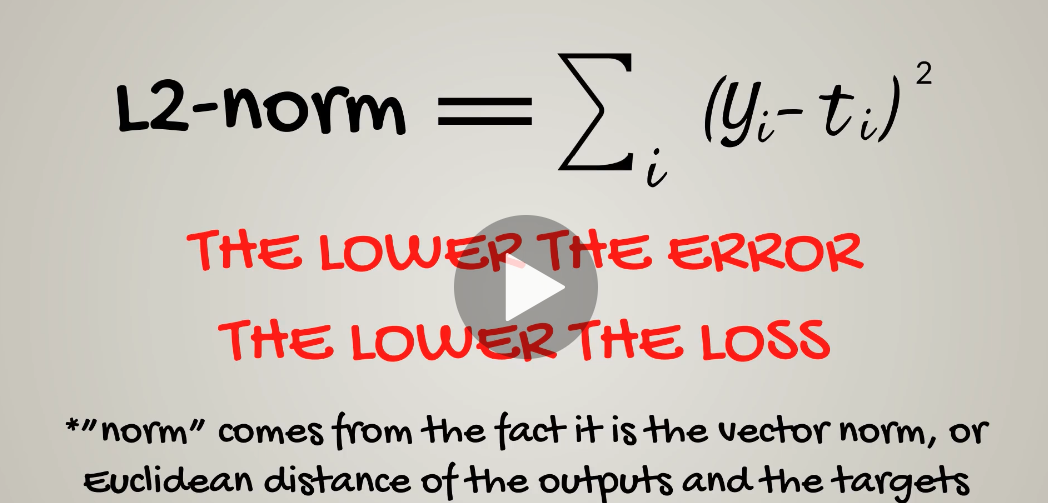 L2-norm = ∑ᵢ (yᵢ - tᵢ)²
THE LOWER THE ERROR
THE LOWER THE LOSS
*"norm" comes from the fact it is the vector norm, or
Euclidean distance of the outputs and the targets